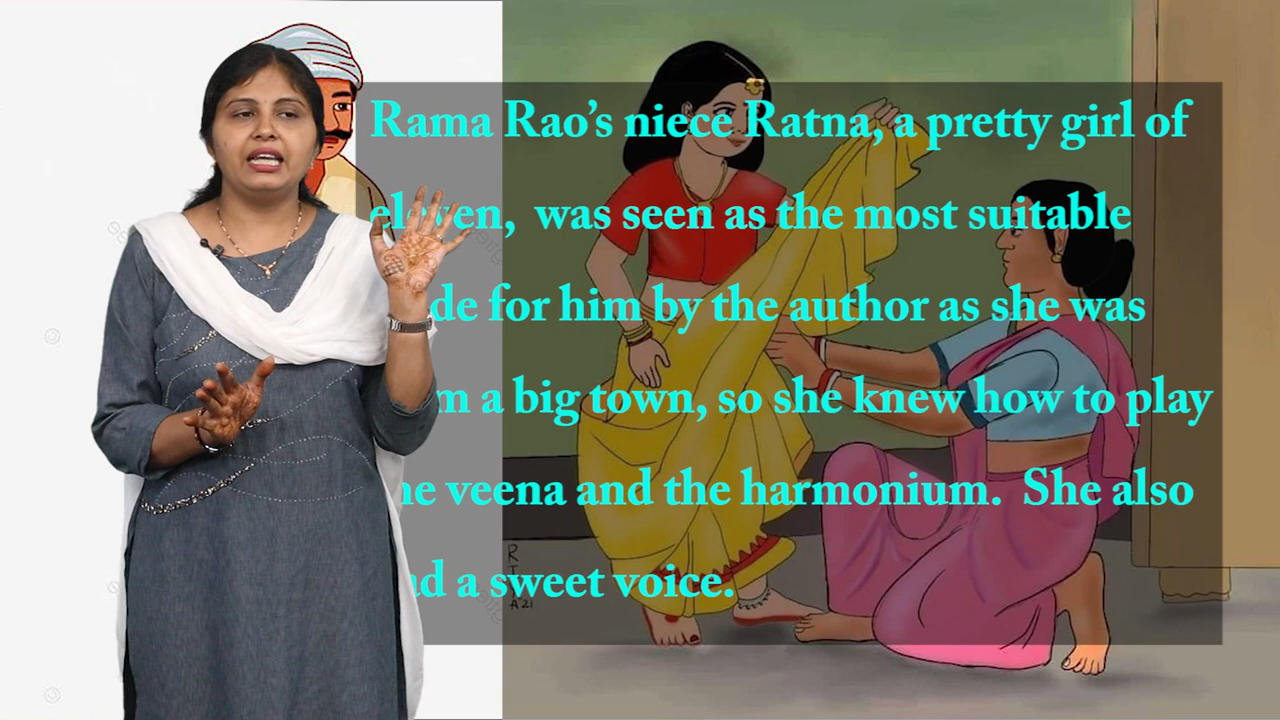 Rama Rao’s niece Ratna, a pretty girl of
eleven, was seen as the most suitable
for him by the author as she was
a big town, so she knew how to play
veena and the harmonium. She also
a sweet voice.